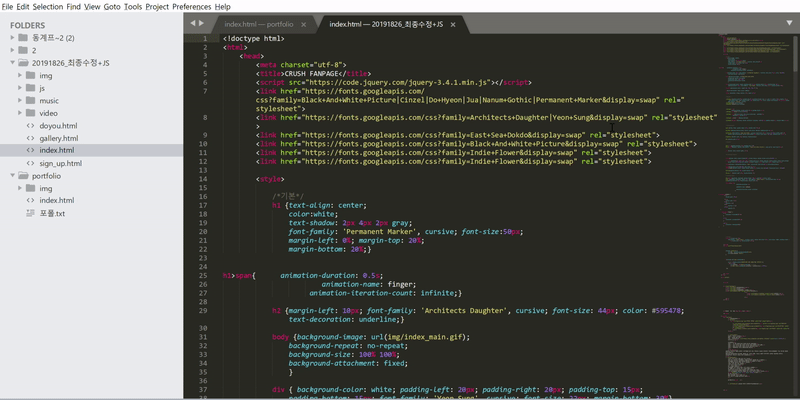 File Edit Selection Find View Goto Tools Project Preferences Help
FOLDERS
동계프~2 (2)
2
20191826_최종수정+JS
img
js
music
video
doyou.html
gallery.html
index.html
sign_up.html
portfolio
img
index.html
포폴.txt
index.html — portfolio ×
index.html — 20191826_최종수정+JS ×
1 <!doctype html>
2 <html>
3 <head>
4 <meta charset="utf-8">
5 <title>CRUSH FANPAGE</title>
6 <script src="https://code.jquery.com/jquery-3.4.1.min.js"></script>
7 <link href="https://fonts.googleapis.com/
css?family=Black+And+White+Picture|Cinzel|Do+Hyeon|Jua|Nanum+Gothic|Permanent+Marker&display=swap" rel="
stylesheet">
8 <link href="https://fonts.googleapis.com/css?family=Architects+Daughter|Yeon+Sung&display=swap" rel="stylesheet"
>
9 <link href="https://fonts.googleapis.com/css?family=East+Sea+Dokdo&display=swap" rel="stylesheet">
10 <link href="https://fonts.googleapis.com/css?family=Black+And+White+Picture&display=swap" rel="stylesheet">
11 <link href="https://fonts.googleapis.com/css?family=Indie+Flower&display=swap" rel="stylesheet">
12 <link href="https://fonts.googleapis.com/css?family=Indie+Flower&display=swap" rel="stylesheet">
13
14 <style>
15
16 /*기본*/
17 h1 {text-align: center;
18 color:white;
19 text-shadow: 2px 4px 2px gray;
20 font-family: 'Permanent Marker', cursive; font-size:50px;
21 margin-left: 0%; margin-top: 20%;
22 margin-bottom: 20%;}
23
24
25 h1>span{ animation-duration: 0.5s;
26 animation-name: finger;
27 animation-iteration-count: infinite;}
28
29 h2 {margin-left: 10px; font-family: 'Architects Daughter', cursive; font-size: 44px; color: #595478;
text-decoration: underline;}
30
31 body {background-image: url(img/index_main.gif);
32 background-repeat: no-repeat;
33 background-size: 100% 100%;
34 background-attachment: fixed;
35 }
36
37 div { background-color: white; padding-left: 20px; padding-right: 20px; padding-top: 15px;